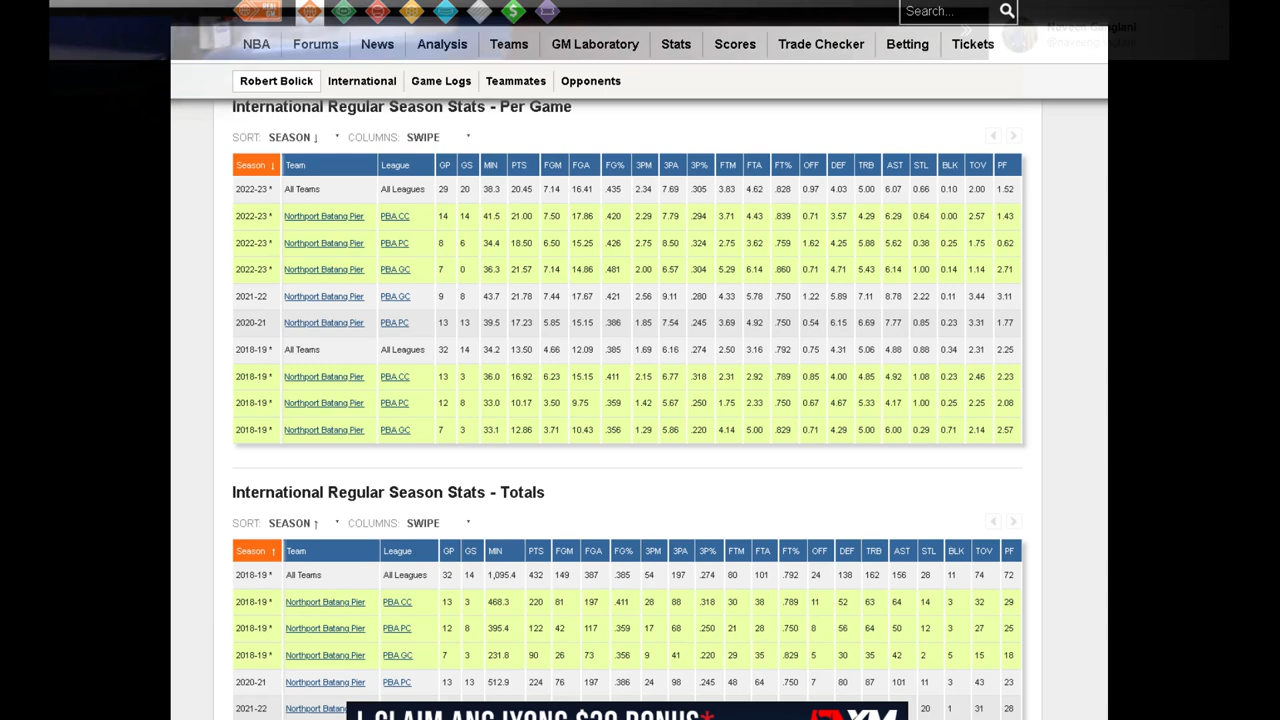 Search...
Naveen Ganglani
NBA Forums News Analysis Teams GM Laboratory Stats Scores Trade Checker Betting Tickets
Robert Bolick International Game Logs Teammates Opponents
International Regular Season Stats - Per Game
SORT: SEASON ↓ COLUMNS: SWIPE
Season ↓ Team League GP GS MIN PTS FGM FGA FG% 3PM 3PA 3P% FTM FTA FT% OFF DEF TRB AST STL BLK TOV PF
2022-23 * All Teams All Leagues 29 20 38.3 20.45 7.14 16.41 .435 2.34 7.69 .305 3.83 4.62 .828 0.97 4.03 5.00 6.07 0.66 0.10 2.00 1.52
2022-23 * Northport Batang Pier PBA CC 14 14 41.5 21.00 7.50 17.86 .420 2.29 7.79 .294 3.71 4.43 .839 0.71 3.57 4.29 6.29 0.64 0.00 2.57 1.43
2022-23 * Northport Batang Pier PBA PC 8 6 34.4 18.50 6.50 15.25 .426 2.75 8.50 .324 2.75 3.62 .759 1.62 4.25 5.88 5.62 0.38 0.25 1.75 0.62
2022-23 * Northport Batang Pier PBA GC 7 0 36.3 21.57 7.14 14.86 .481 2.00 6.57 .304 5.29 6.14 .860 0.71 4.71 5.43 6.14 1.00 0.14 1.14 2.71
2021-22 Northport Batang Pier PBA GC 9 8 43.7 21.78 7.44 17.67 .421 2.56 9.11 .280 4.33 5.78 .750 1.22 5.89 7.11 8.78 2.22 0.11 3.44 3.11
2020-21 Northport Batang Pier PBA PC 13 13 39.5 17.23 5.85 15.15 .386 1.85 7.54 .245 3.69 4.92 .750 0.54 6.15 6.69 7.77 0.85 0.23 3.31 1.77
2018-19 * All Teams All Leagues 32 14 34.2 13.50 4.66 12.09 .385 1.69 6.16 .274 2.50 3.16 .792 0.75 4.31 5.06 4.88 0.88 0.34 2.31 2.25
2018-19 * Northport Batang Pier PBA CC 13 3 36.0 16.92 6.23 15.15 .411 2.15 6.77 .318 2.31 2.92 .789 0.85 4.00 4.85 4.92 1.08 0.23 2.46 2.23
2018-19 * Northport Batang Pier PBA PC 12 8 33.0 10.17 3.50 9.75 .359 1.42 5.67 .250 1.75 2.33 .750 0.67 4.67 5.33 4.17 1.00 0.25 2.25 2.08
2018-19 * Northport Batang Pier PBA GC 7 3 33.1 12.86 3.71 10.43 .356 1.29 5.86 .220 4.14 5.00 .829 0.71 4.29 5.00 6.00 0.29 0.71 2.14 2.57
International Regular Season Stats - Totals
SORT: SEASON ↑ COLUMNS: SWIPE
Season ↑ Team League GP GS MIN PTS FGM FGA FG% 3PM 3PA 3P% FTM FTA FT% OFF DEF TRB AST STL BLK TOV PF
2018-19 * All Teams All Leagues 32 14 1,095.4 432 149 387 .385 54 197 .274 80 101 .792 24 138 162 156 28 11 74 72
2018-19 * Northport Batang Pier PBA CC 13 3 468.3 220 81 197 .411 28 88 .318 30 38 .789 11 52 63 64 14 3 32 29
2018-19 * Northport Batang Pier PBA PC 12 8 395.4 122 42 117 .359 17 68 .250 21 28 .750 8 56 64 50 12 3 27 25
2018-19 * Northport Batang Pier PBA GC 7 3 231.8 90 26 73 .356 9 41 .220 29 35 .829 5 30 35 42 2 5 15 18
2020-21 Northport Batang Pier PBA PC 13 13 512.9 224 76 197 .386 24 98 .245 48 64 .750 7 80 87 101 11 3 43 23
2021-22 Northport 20 1 31 28
CLAIM ANG IYONG $30 BONUS* XM